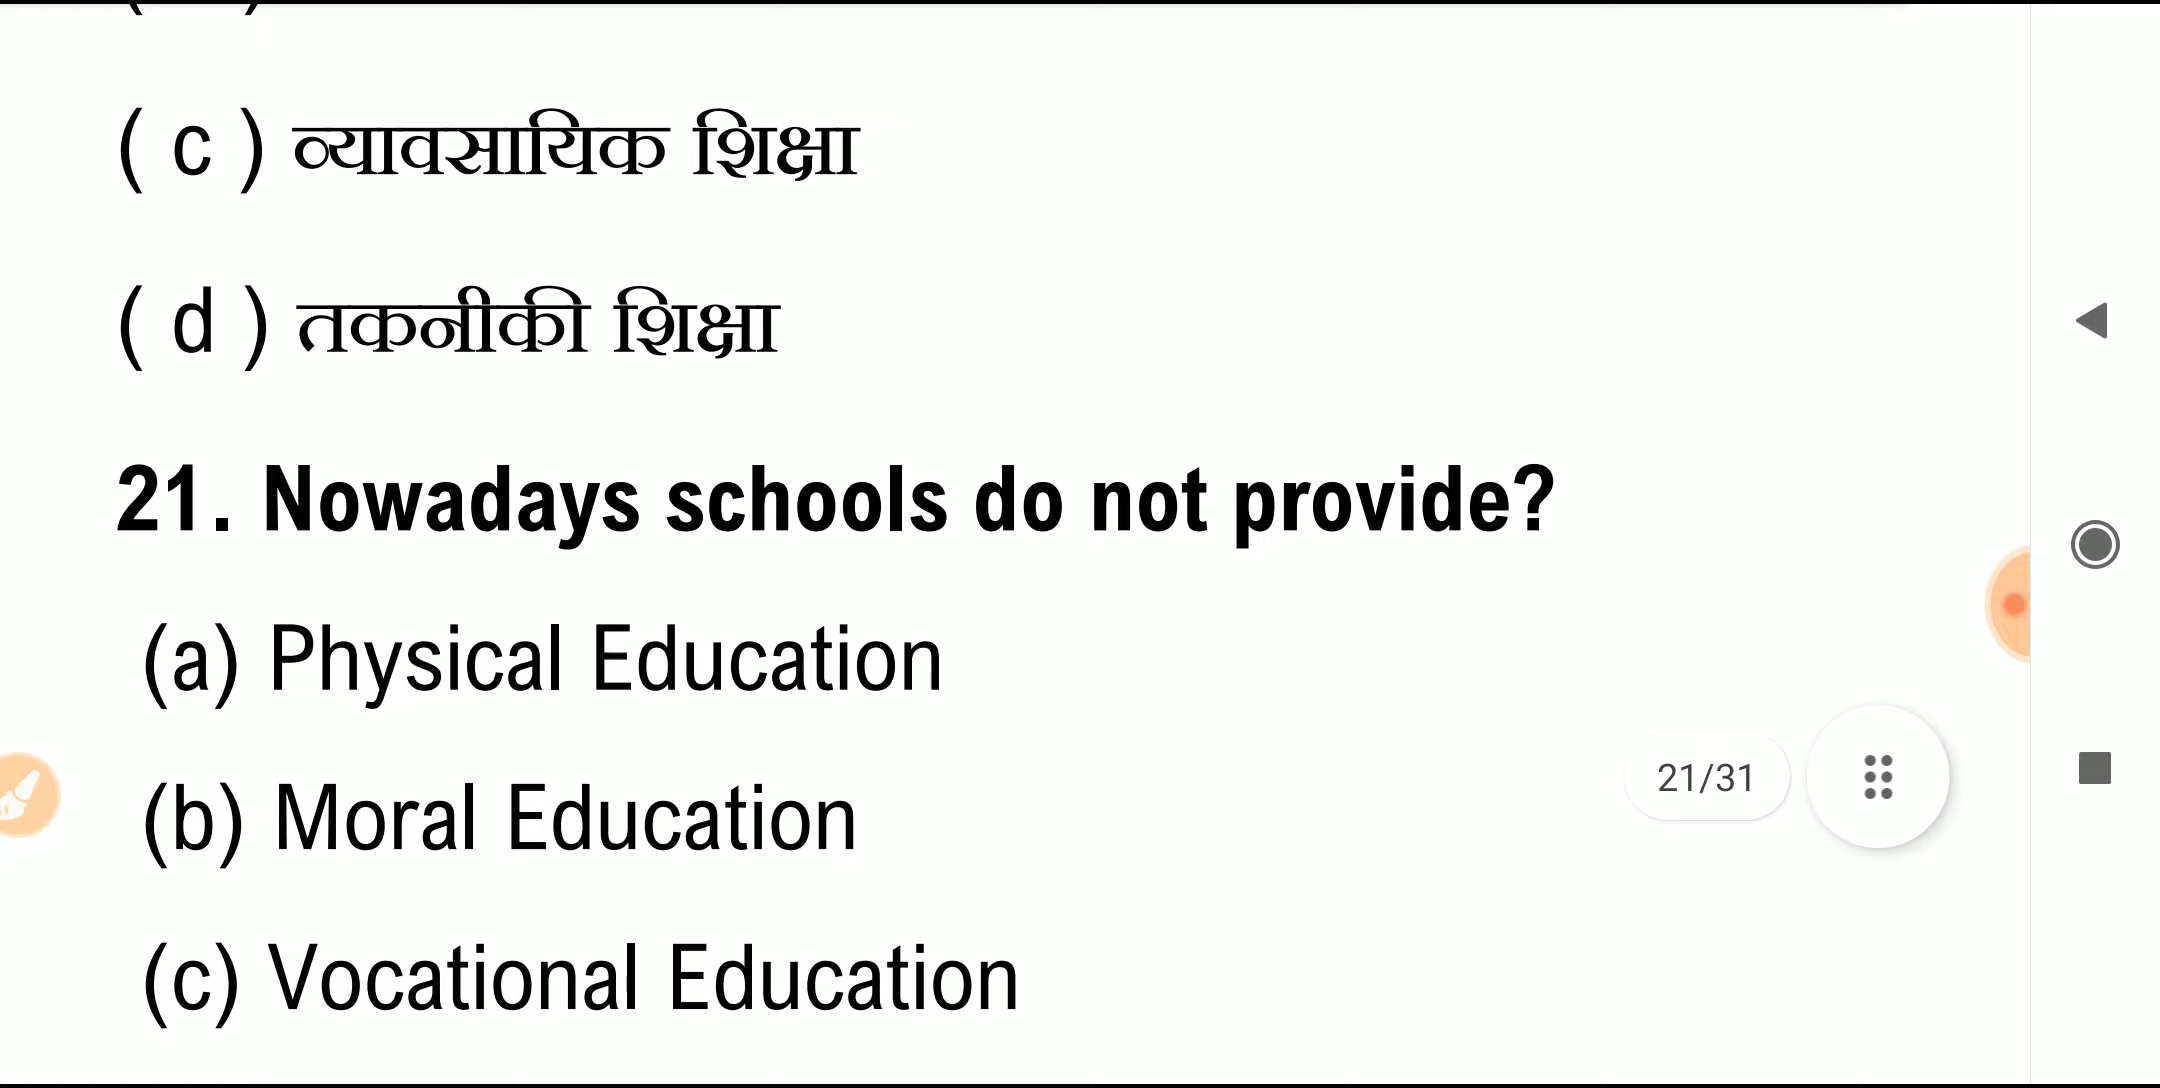 ( c ) व्यावसायिक शिक्षा
( d ) तकनीकी शिक्षा
21. Nowadays schools do not provide?
(a) Physical Education
(b) Moral Education
21/31
(c) Vocational Education